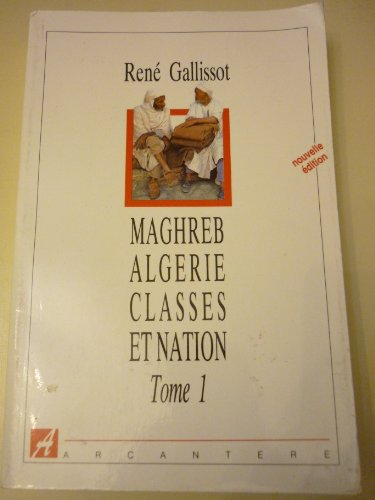 René Gallissot
nouvelle
édition
MAGHREB
ALGERIE
CLASSES
ET NATION
Tome 1
A
ARCANTERE